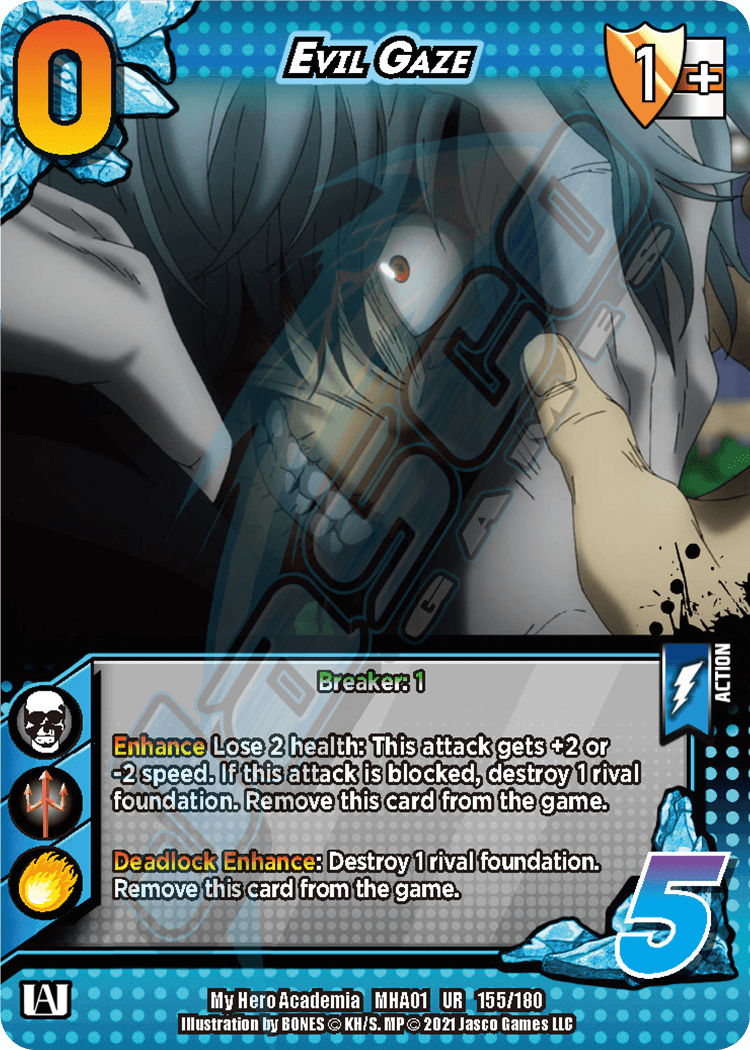 0
EVIL GAZE
1
+
JASCO
GAMES
ACTION
Breaker: 1
Enhance Lose 2 health: This attack gets +2 or
-2 speed. If this attack is blocked, destroy 1 rival
foundation. Remove this card from the game.
Deadlock Enhance: Destroy 1 rival foundation.
Remove this card from the game.
5
UA
My Hero Academia MHA01 UR 155/180
Illustration by BONES © KH/S. MP © 2021 Jasco Games LLC